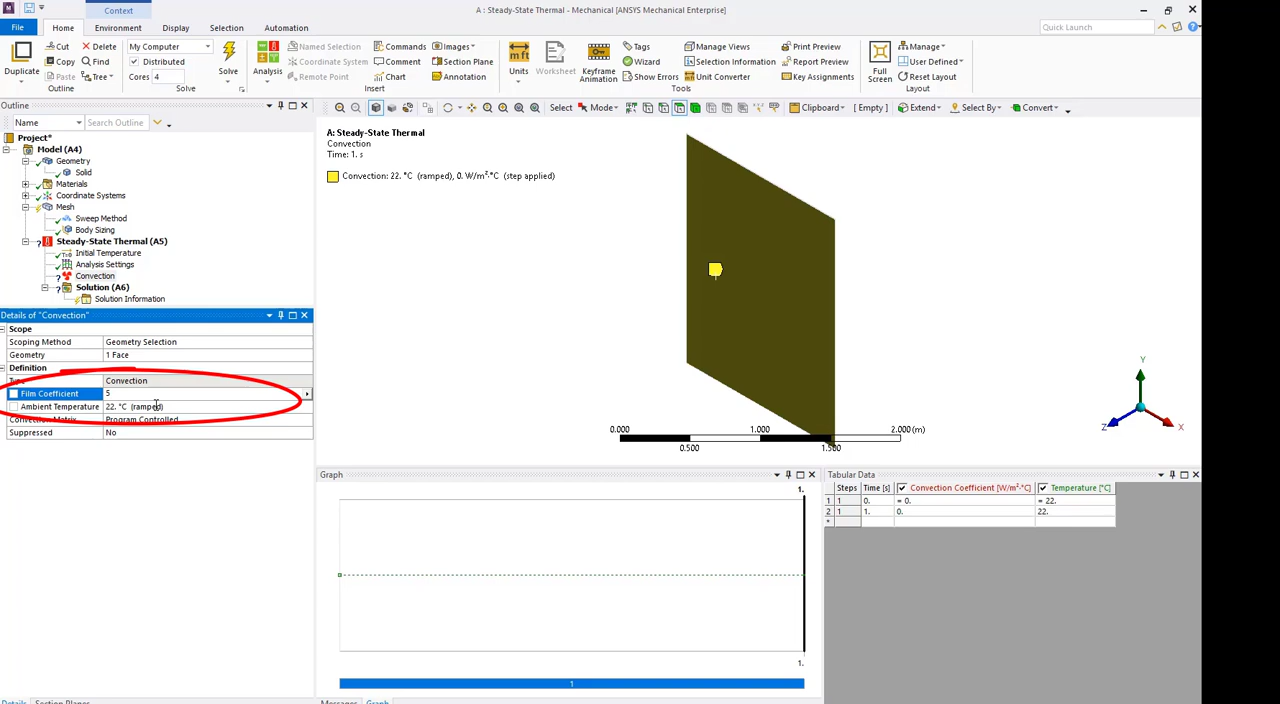 Context
A : Steady-State Thermal - Mechanical [ANSYS Mechanical Enterprise]
File Home Environment Display Selection Automation
Quick Launch
Duplicate
Cut
Copy
Paste
Delete
Find
Tree
Outline
My Computer
Distributed
Cores 4
Solve
Solve
Analysis
Named Selection
Coordinate System
Remote Point
Commands
Comment
Chart
Images
Section Plane
Annotation
Insert
Units
Worksheet
Keyframe
Animation
Tags
Wizard
Show Errors
Manage Views
Selection Information
Unit Converter
Print Preview
Report Preview
Key Assignments
Tools
Full
Screen
Manage
User Defined
Reset Layout
Layout
Outline
Name Search Outline
Select Mode Clipboard [ Empty ] Extend Select By Convert
Project*
Model (A4)
Geometry
Solid
Materials
Coordinate Systems
Mesh
Sweep Method
Body Sizing
Steady-State Thermal (A5)
Initial Temperature
Analysis Settings
Convection
Solution (A6)
Solution Information
A: Steady-State Thermal
Convection
Time: 1. s
Convection: 22. °C (ramped), 0. W/m²·°C (step applied)
0.000 1.000 2.000 (m)
0.500 1.500
Y
Z X
Details of "Convection"
Scope
Scoping Method Geometry Selection
Geometry 1 Face
Definition
Type Convection
Film Coefficient 5
Ambient Temperature 22. °C (ramped)
Convection Matrix Program Controlled
Suppressed No
Graph
1.
1.
1
Tabular Data
Steps Time [s] Convection Coefficient [W/m²·°C] Temperature [°C]
1 1 0. = 0. = 22.
2 1 1. 0. 22.
*
Details Section Planes
Messages Graph